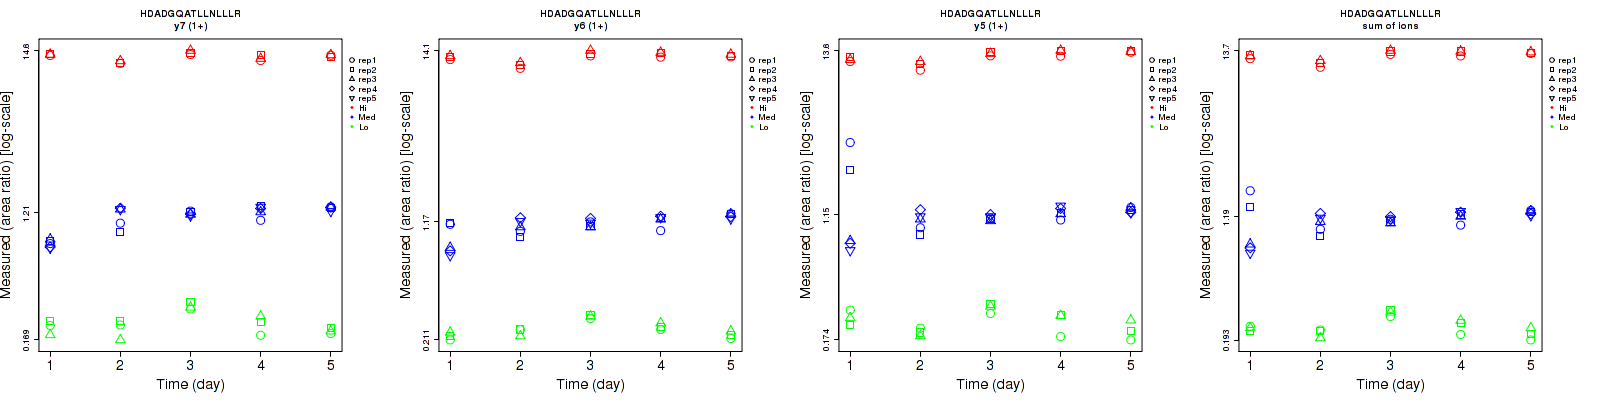 HDADGQATLLNLLLR
y7 (1+)
Measured (area ratio) [log-scale]
14.6
1.21
0.169
1
2
3
4
5
Time (day)
rep1
rep2
rep3
rep4
rep5
Hi
Med
Lo
HDADGQATLLNLLLR
y6 (1+)
Measured (area ratio) [log-scale]
14.1
1.17
0.211
1
2
3
4
5
Time (day)
rep1
rep2
rep3
rep4
rep5
Hi
Med
Lo
HDADGQATLLNLLLR
y5 (1+)
Measured (area ratio) [log-scale]
13.6
1.15
0.174
1
2
3
4
5
Time (day)
rep1
rep2
rep3
rep4
rep5
Hi
Med
Lo
HDADGQATLLNLLLR
sum of ions
Measured (area ratio) [log-scale]
13.7
1.19
0.193
1
2
3
4
5
Time (day)
rep1
rep2
rep3
rep4
rep5
Hi
Med
Lo